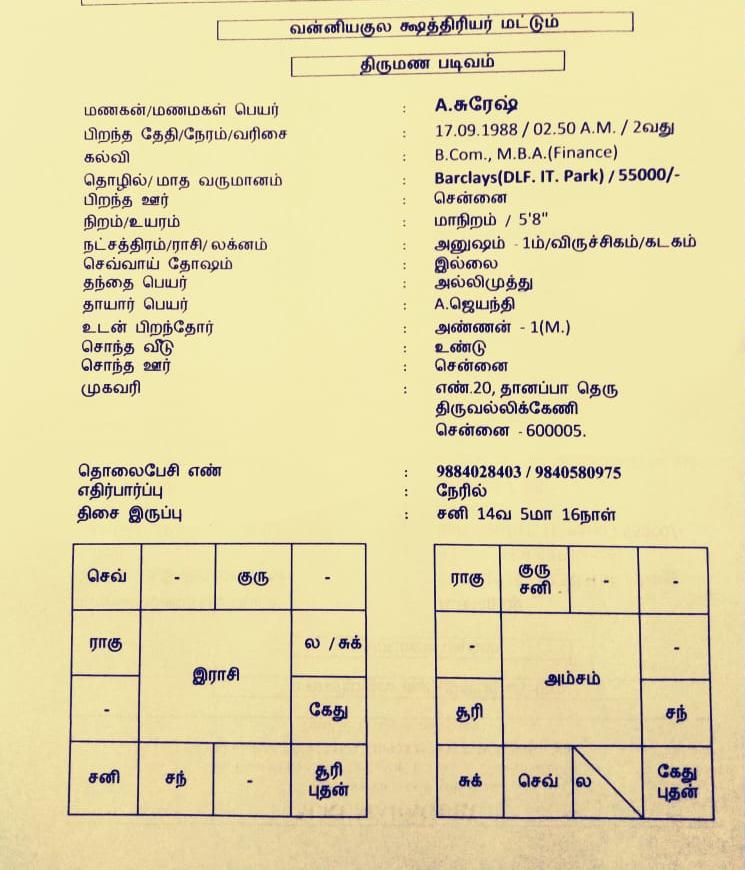 வன்னியகுல க்ஷத்திரியர் மட்டும்
திருமண படிவம்
மணகன்/மணமகள் பெயர் : A.சுரேஷ்
பிறந்த தேதி/நேரம்/வரிசை : 17.09.1988 / 02.50 A.M. / 2வது
கல்வி : B.Com., M.B.A.(Finance)
தொழில்/ மாத வருமானம் : Barclays(DLF. IT. Park) / 55000/-
பிறந்த ஊர் : சென்னை
நிறம்/உயரம் : மாநிறம் / 5'8"
நட்சத்திரம்/ராசி/ லக்னம் : அனுஷம் - 1ம்/விருச்சிகம்/கடகம்
செவ்வாய் தோஷம் : இல்லை
தந்தை பெயர் : அல்லிமுத்து
தாயார் பெயர் : A.ஜெயந்தி
உடன் பிறந்தோர் : அண்ணன் - 1(M.)
சொந்த வீடு : உண்டு
சொந்த ஊர் : சென்னை
முகவரி : எண்.20, தானப்பா தெரு
திருவல்லிக்கேணி
சென்னை - 600005.
தொலைபேசி எண் : 9884028403 / 9840580975
எதிர்பார்ப்பு : நேரில்
திசை இருப்பு : சனி 14வ 5மா 16நாள்
செவ் - குரு -
ராகு ல / சுக்
இராசி
- கேது
சனி சந் - சூரி
புதன்
ராகு குரு - -
சனி
- -
அம்சம்
சூரி சந்
சுக் செவ் ல கேது
புதன்